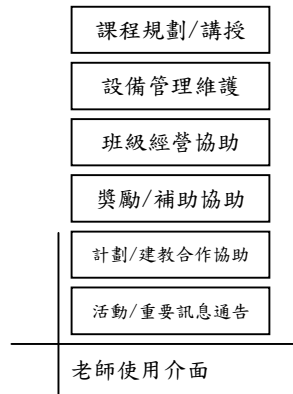 課程規劃/講授
設備管理維護
班級經營協助
獎勵/補助協助
計劃/建教合作協助
活動/重要訊息通告
老師使用介面